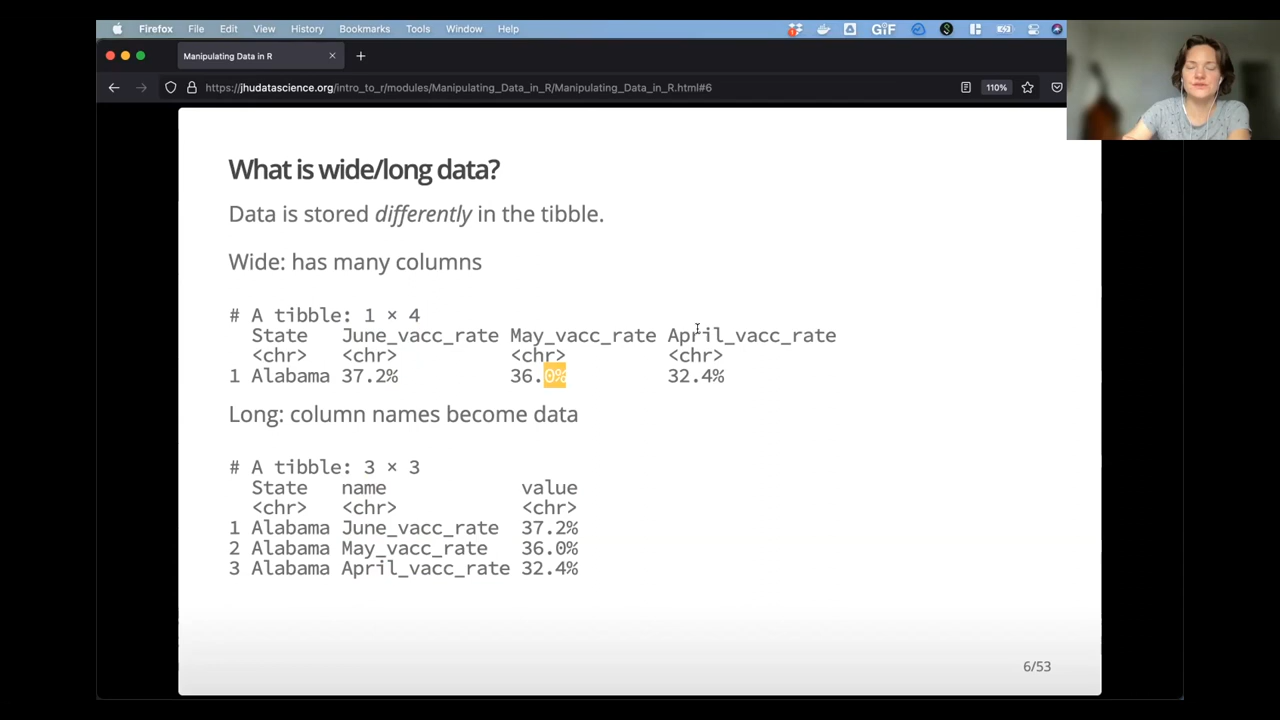 Firefox File Edit View History Bookmarks Tools Window Help
GIF
Manipulating Data in R
https://jhudatascience.org/intro_to_r/modules/Manipulating_Data_in_R/Manipulating_Data_in_R.html#6
110%
What is wide/long data?
Data is stored differently in the tibble.
Wide: has many columns
# A tibble: 1 × 4
State June_vacc_rate May_vacc_rate April_vacc_rate
<chr> <chr> <chr> <chr>
1 Alabama 37.2% 36.0% 32.4%
Long: column names become data
# A tibble: 3 × 3
State name value
<chr> <chr> <chr>
1 Alabama June_vacc_rate 37.2%
2 Alabama May_vacc_rate 36.0%
3 Alabama April_vacc_rate 32.4%
6/53